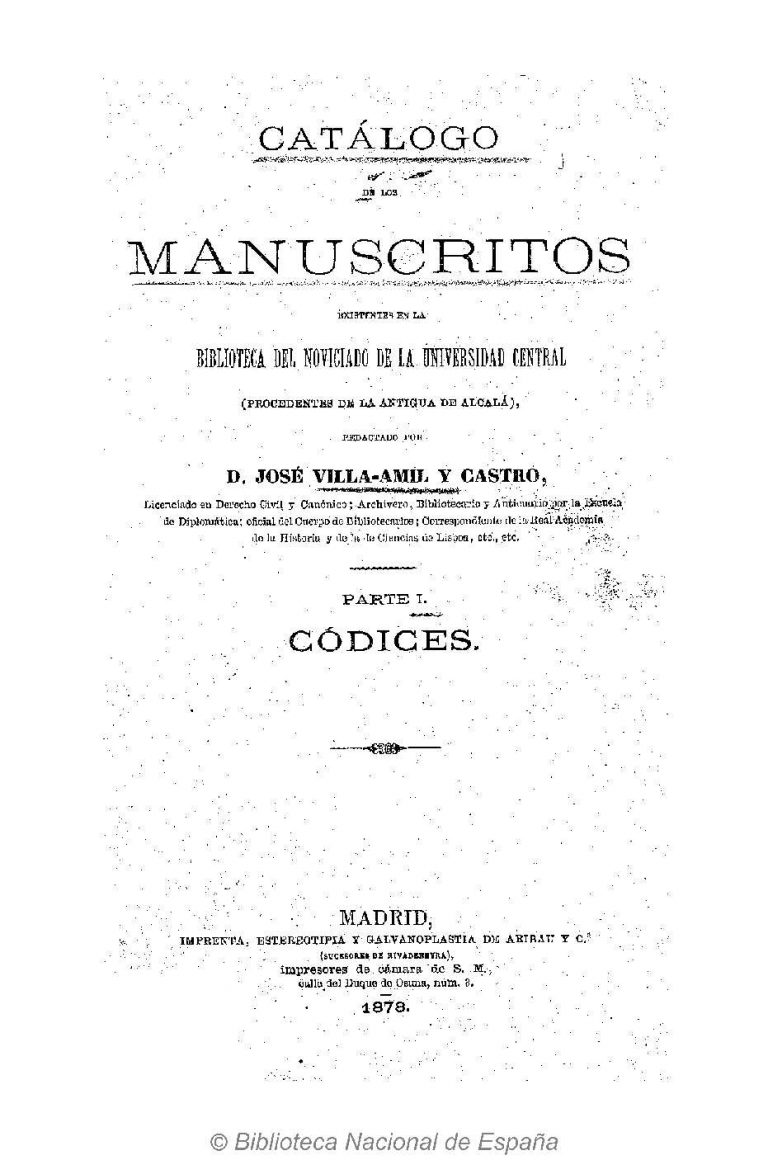 CATÁLOGO
DE LOS
MANUSCRITOS
EXISTENTES EN LA
BIBLIOTECA DEL NOVICIADO DE LA UNIVERSIDAD CENTRAL
(PROCEDENTES DE LA ANTIGUA DE ALCALÁ),
REDACTADO POR
D. JOSÉ VILLA-AMIL Y CASTRO,
Licenciado en Derecho Civil y Canónico; Archivero, Bibliotecario y Anticuario por la Escuela
de Diplomática; oficial del Cuerpo de Bibliotecarios; Correspondiente de la Real Academia
de la Historia y de la de Ciencias de Lisboa, etc., etc.
PARTE I.
CÓDICES.
MADRID,
IMPRENTA, ESTEREOTIPIA Y GALVANOPLASTIA DE ARIBAU Y C.ª
(SUCESORES DE RIVADENEYRA),
impresores de cámara de S. M.,
calle del Duque de Osuna, núm. 3.
1878.
© Biblioteca Nacional de España